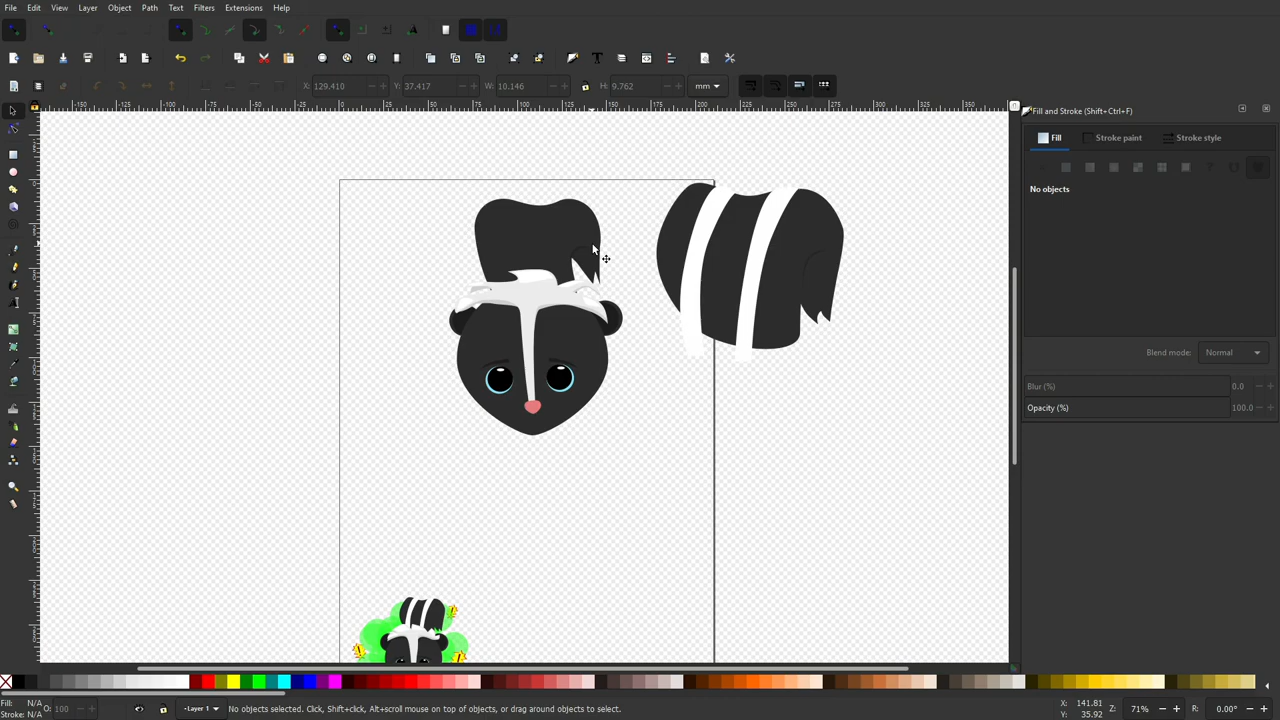 File Edit View Layer Object Path Text Filters Extensions Help
X: 129.410 Y: 37.417 W: 10.146 H: 9.762 mm
Fill and Stroke (Shift+Ctrl+F)
Fill Stroke paint Stroke style
No objects
Blend mode: Normal
Blur (%) 0.0
Opacity (%) 100.0
Fill: N/A
Stroke: N/A
O: 100
Layer 1
No objects selected. Click, Shift+click, Alt+scroll mouse on top of objects, or drag around objects to select.
X: 141.81
Y: 35.92
Z: 71%
R: 0.00°